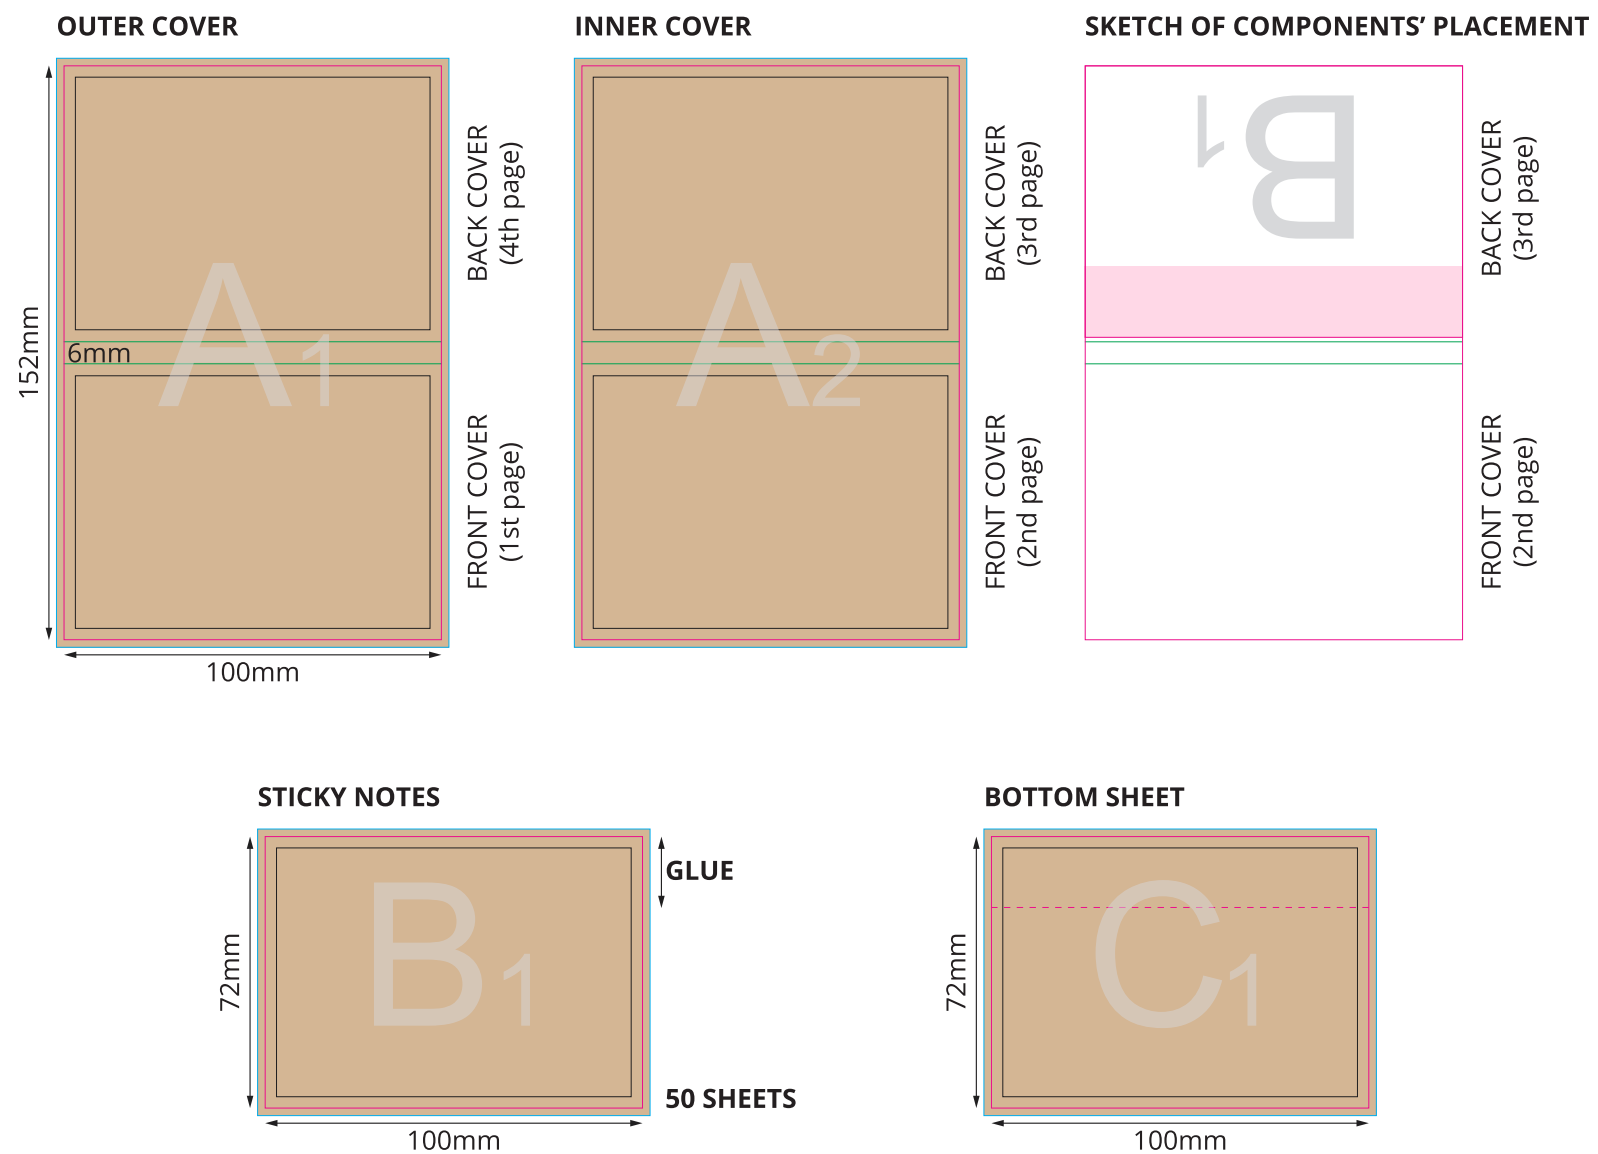 OUTER COVER
INNER COVER
SKETCH OF COMPONENTS’ PLACEMENT
152mm
6mm
A1
BACK COVER
(4th page)
FRONT COVER
(1st page)
100mm
A2
BACK COVER
(3rd page)
FRONT COVER
(2nd page)
B1
BACK COVER
(3rd page)
FRONT COVER
(2nd page)
STICKY NOTES
72mm
B1
GLUE
50 SHEETS
100mm
BOTTOM SHEET
72mm
C1
100mm